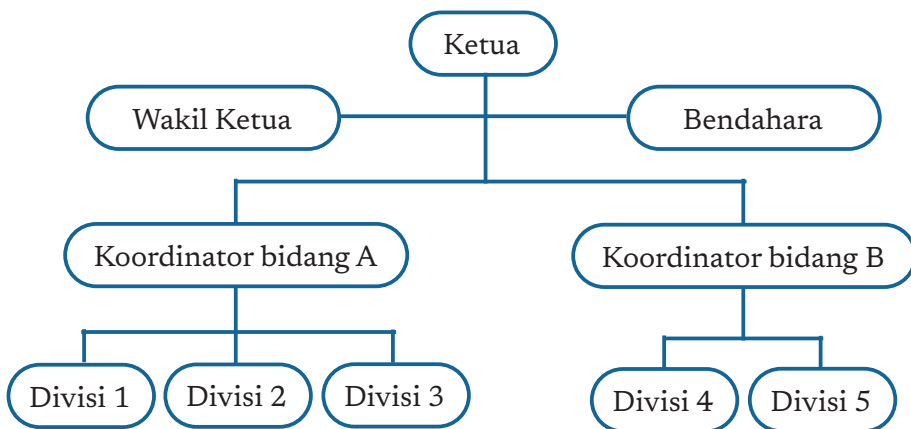 Ketua
Wakil Ketua
Bendahara
Koordinator bidang A
Koordinator bidang B
Divisi 1
Divisi 2
Divisi 3
Divisi 4
Divisi 5